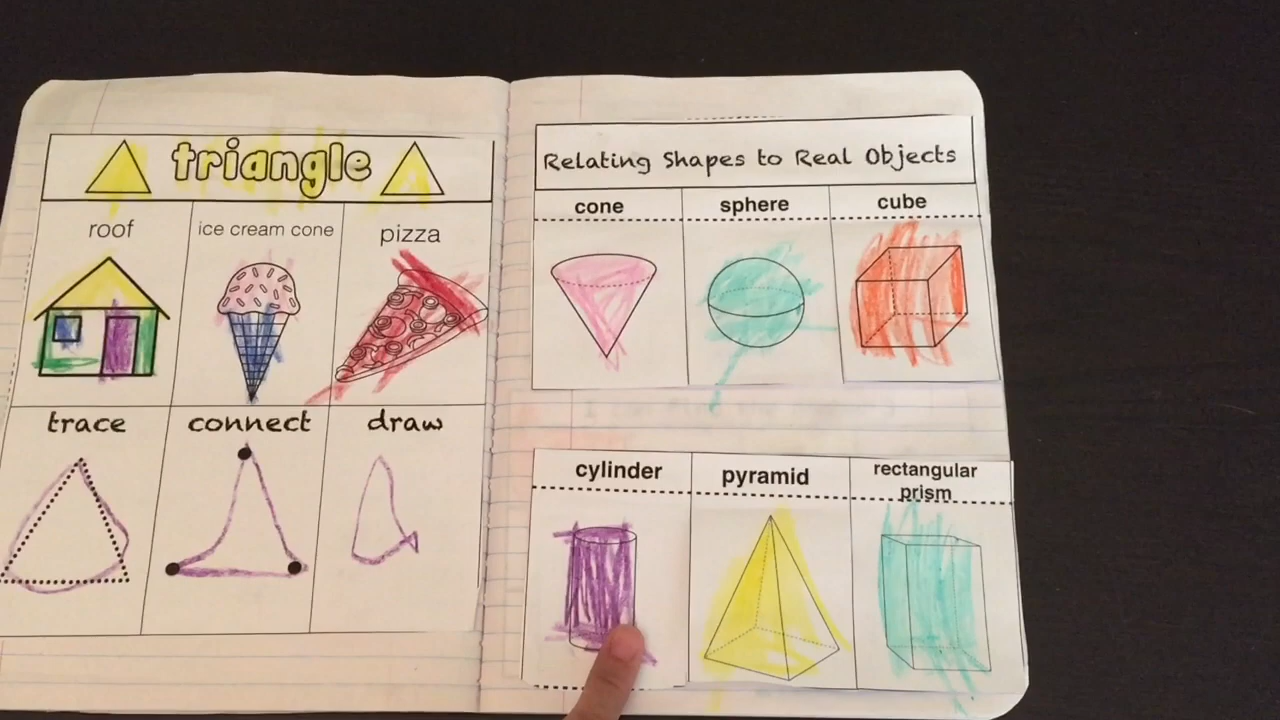 triangle
roof
ice cream cone
pizza
trace
connect
draw
Relating Shapes to Real Objects
cone
sphere
cube
cylinder
pyramid
rectangular
prism